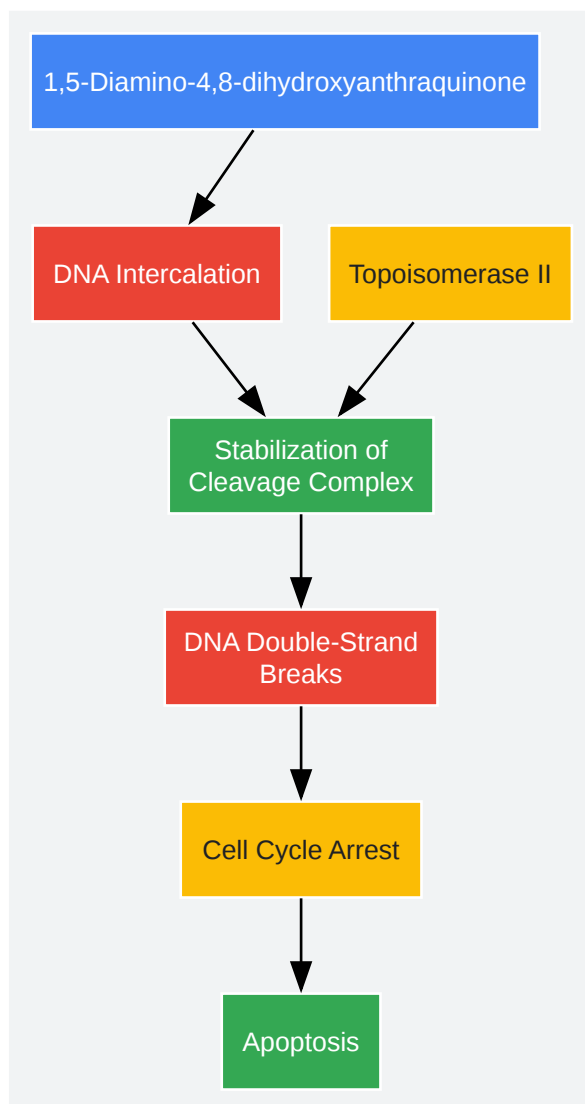 1,5-Diamino-4,8-dihydroxyanthraquinone
DNA Intercalation
Topoisomerase II
Stabilization of
Cleavage Complex
DNA Double-Strand
Breaks
Cell Cycle Arrest
Apoptosis